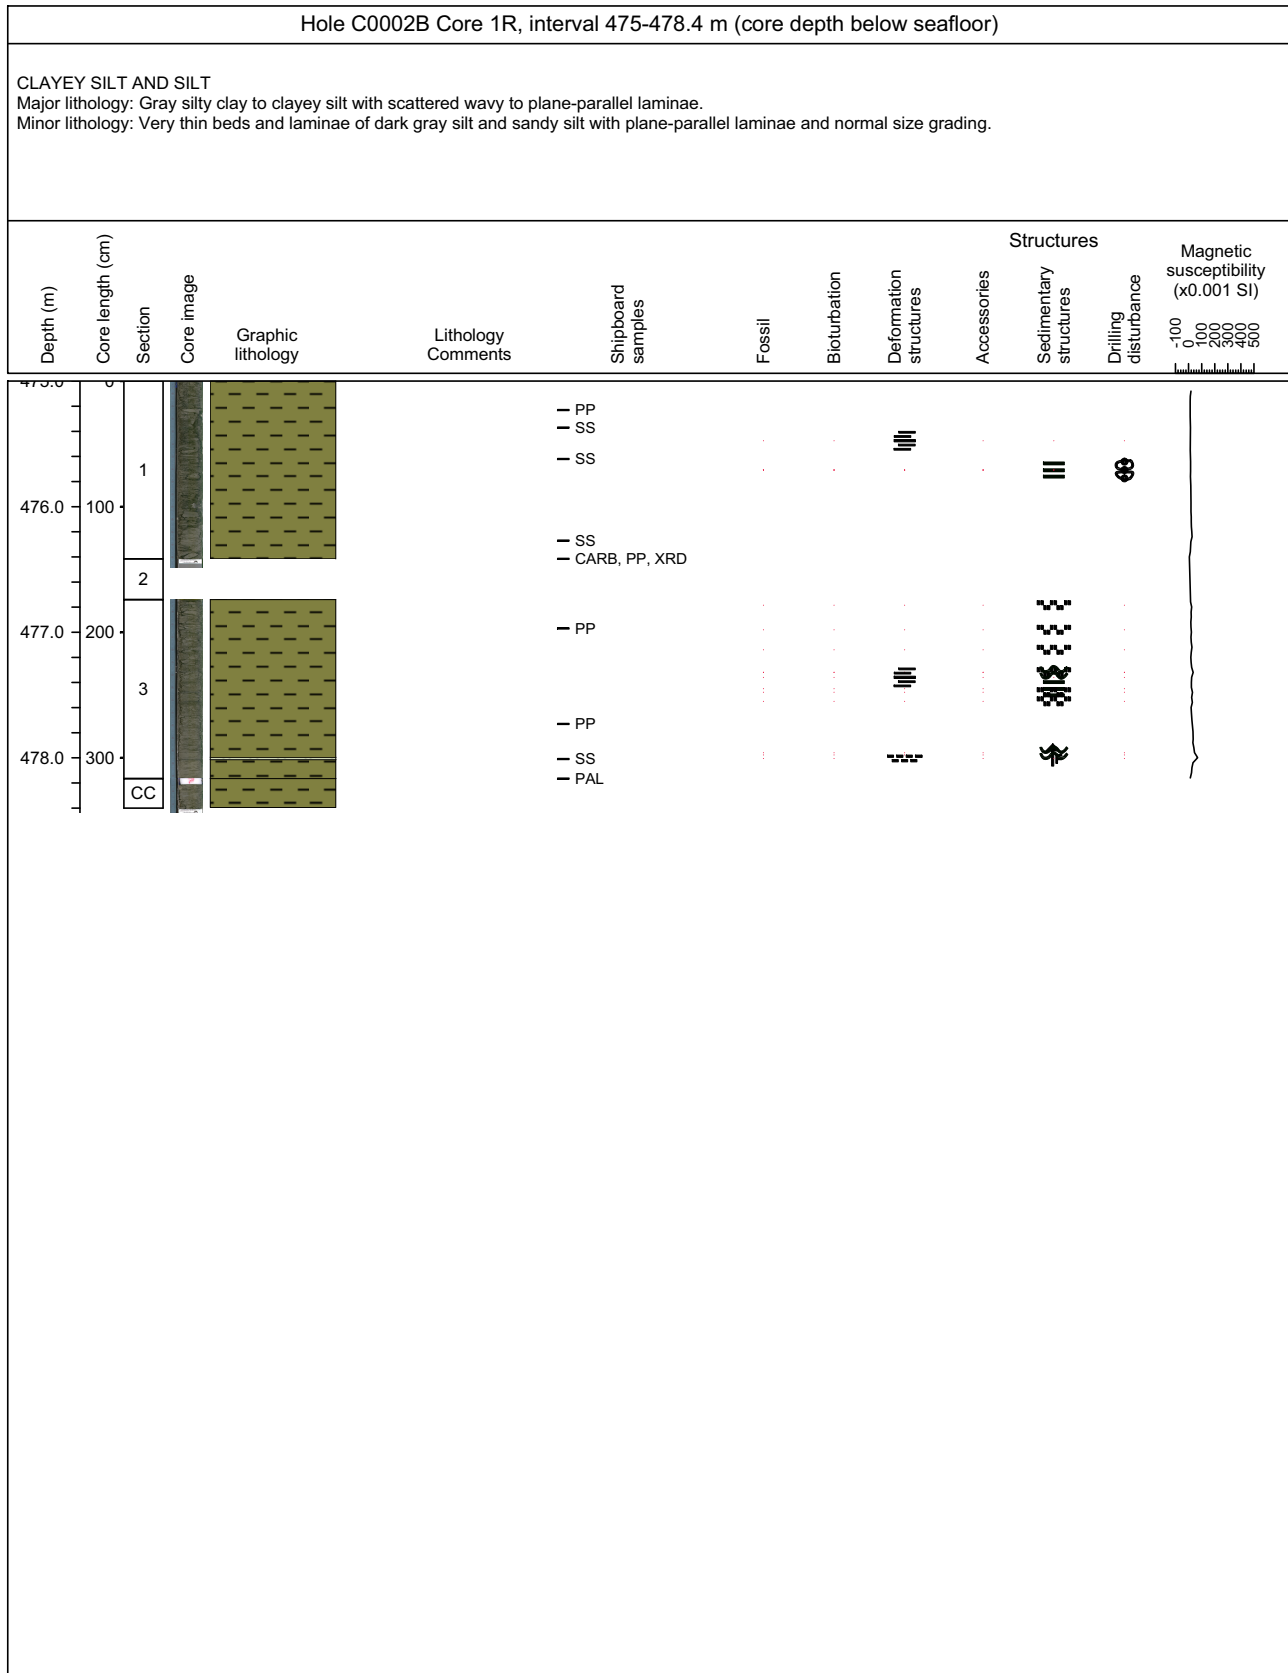 Hole C0002B Core 1R, interval 475-478.4 m (core depth below seafloor)
CLAYEY SILT AND SILT
Major lithology: Gray silty clay to clayey silt with scattered wavy to plane-parallel laminae.
Minor lithology: Very thin beds and laminae of dark gray silt and sandy silt with plane-parallel laminae and normal size grading.
Structures
Depth (m)
Core length (cm)
Section
Core image
Graphic
lithology
Lithology
Comments
Shipboard
samples
Fossil
Bioturbation
Deformation
structures
Accessories
Sedimentary
structures
Drilling
disturbance
Magnetic
susceptibility
(x0.001 SI)
-100
0
100
200
300
400
500
475.0 0
PP
SS
SS
1
476.0 100
SS
CARB, PP, XRD
2
477.0 200
PP
3
PP
478.0 300
SS
PAL
CC